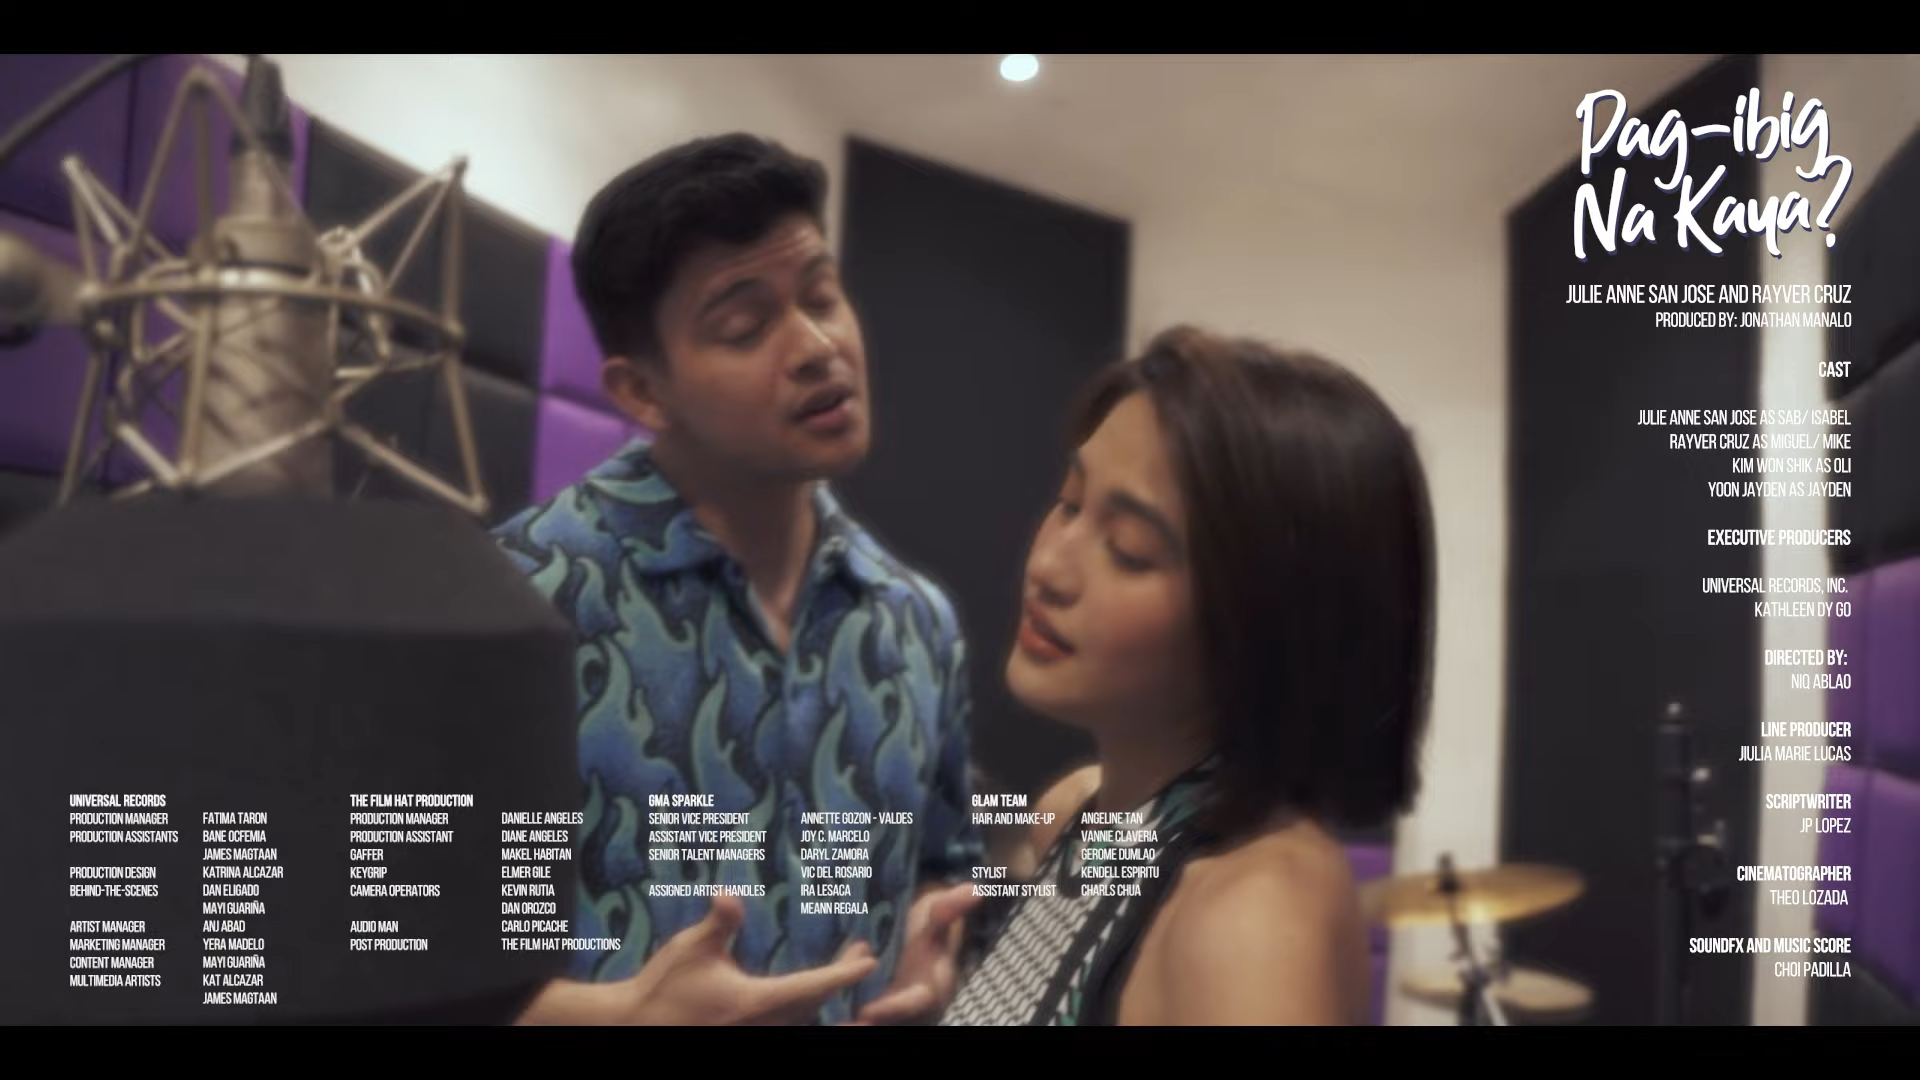 Pag-ibig
Na Kaya?
JULIE ANNE SAN JOSE AND RAYVER CRUZ
PRODUCED BY: JONATHAN MANALO
CAST
JULIE ANNE SAN JOSE AS SAB/ ISABEL
RAYVER CRUZ AS MIGUEL/ MIKE
KIM WON SHIK AS OLI
YOON JAYDEN AS JAYDEN
EXECUTIVE PRODUCERS
UNIVERSAL RECORDS, INC.
KATHLEEN DY GO
DIRECTED BY:
NIQ ABLAO
LINE PRODUCER
JIULIA MARIE LUCAS
SCRIPTWRITER
JP LOPEZ
CINEMATOGRAPHER
THEO LOZADA
SOUNDFX AND MUSIC SCORE
CHOI PADILLA
UNIVERSAL RECORDS
PRODUCTION MANAGER FATIMA TARON
PRODUCTION ASSISTANTS BANE OCFEMIA
JAMES MAGTAAN
PRODUCTION DESIGN KATRINA ALCAZAR
BEHIND-THE-SCENES DAN ELIGADO
MAYI GUARIÑA
ARTIST MANAGER ANJ ABAD
MARKETING MANAGER YERA MADELO
CONTENT MANAGER MAYI GUARIÑA
MULTIMEDIA ARTISTS KAT ALCAZAR
JAMES MAGTAAN
THE FILM HAT PRODUCTION
PRODUCTION MANAGER DANIELLE ANGELES
PRODUCTION ASSISTANT DIANE ANGELES
GAFFER MAKEL HABITAN
KEYGRIP ELMER GILE
CAMERA OPERATORS KEVIN RUTIA
DAN OROZCO
AUDIO MAN CARLO PICACHE
POST PRODUCTION THE FILM HAT PRODUCTIONS
GMA SPARKLE
SENIOR VICE PRESIDENT ANNETTE GOZON - VALDES
ASSISTANT VICE PRESIDENT JOY C. MARCELO
SENIOR TALENT MANAGERS DARYL ZAMORA
VIC DEL ROSARIO
ASSIGNED ARTIST HANDLES IRA LESACA
MEANN REGALA
GLAM TEAM
HAIR AND MAKE-UP ANGELINE TAN
VANNIE CLAVERIA
GEROME DUMLAO
STYLIST KENDELL ESPIRITU
ASSISTANT STYLIST CHARLS CHUA